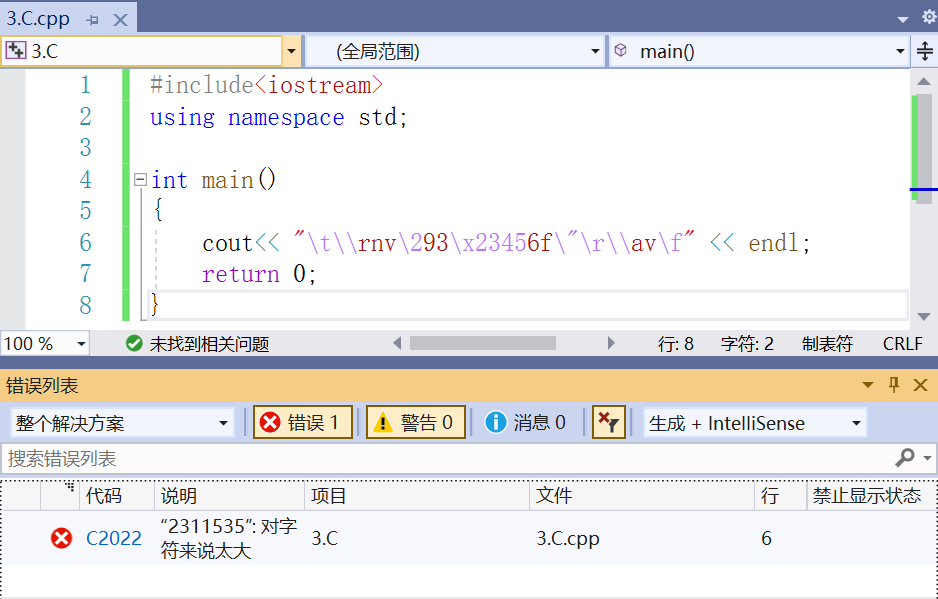 3.C.cpp
3.C (全局范围) main()
1 #include<iostream>
2 using namespace std;
3
4 int main()
5 {
6 cout<< "\t\\rnv\293\x23456f\"\r\\av\f" << endl;
7 return 0;
8 }
100 % 未找到相关问题 行: 8 字符: 2 制表符 CRLF
错误列表
整个解决方案 错误 1 警告 0 消息 0 生成 + IntelliSense
搜索错误列表
代码 说明 项目 文件 行 禁止显示状态
C2022 “2311535”: 对字符来说太大 3.C 3.C.cpp 6